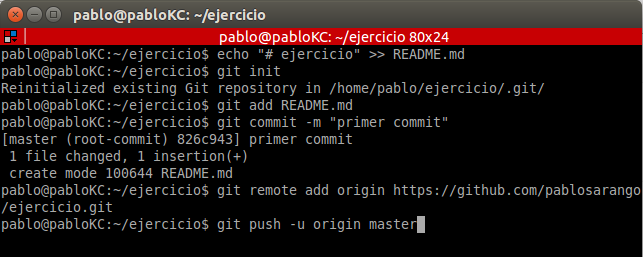 pablo@pabloKC: ~/ejercicio
pablo@pabloKC: ~/ejercicio 80x24
pablo@pabloKC:~/ejercicio$ echo "# ejercicio" >> README.md
pablo@pabloKC:~/ejercicio$ git init
Reinitialized existing Git repository in /home/pablo/ejercicio/.git/
pablo@pabloKC:~/ejercicio$ git add README.md
pablo@pabloKC:~/ejercicio$ git commit -m "primer commit"
[master (root-commit) 826c943] primer commit
 1 file changed, 1 insertion(+)
 create mode 100644 README.md
pablo@pabloKC:~/ejercicio$ git remote add origin https://github.com/pablosarango
/ejercicio.git
pablo@pabloKC:~/ejercicio$ git push -u origin master